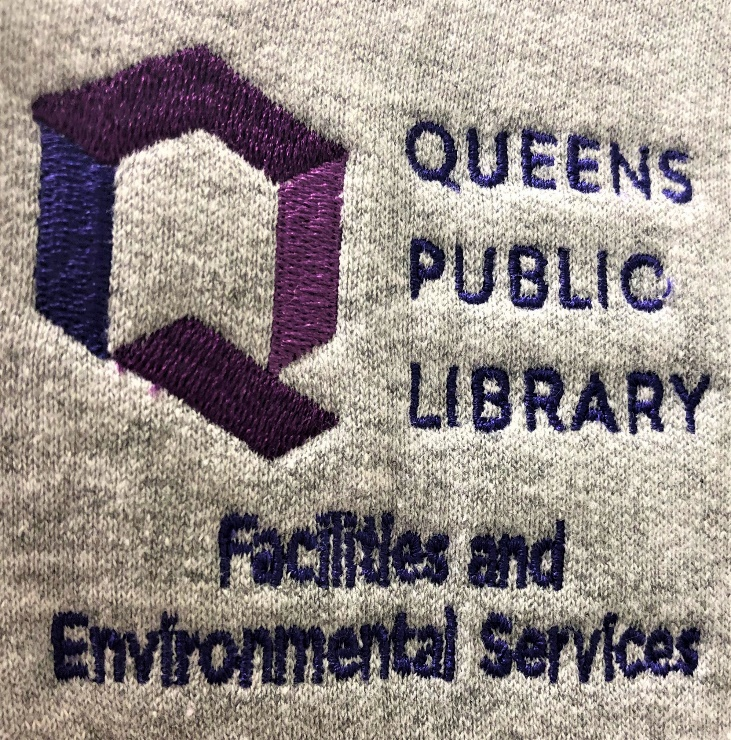 QUEENS
PUBLIC
LIBRARY
Facilities and
Environmental Services